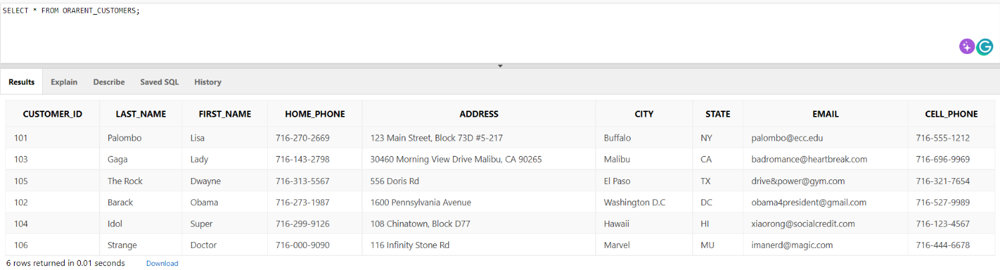 SELECT * FROM ORARENT_CUSTOMERS;
Results Explain Describe Saved SQL History
CUSTOMER_ID LAST_NAME FIRST_NAME HOME_PHONE ADDRESS CITY STATE EMAIL CELL_PHONE
101 Palombo Lisa 716-270-2669 123 Main Street, Block 73D #5-217 Buffalo NY palombo@ecc.edu 716-555-1212
103 Gaga Lady 716-143-2798 30460 Morning View Drive Malibu, CA 90265 Malibu CA badromance@heartbreak.com 716-696-9969
105 The Rock Dwayne 716-313-5567 556 Doris Rd El Paso TX drive&power@gym.com 716-321-7654
102 Barack Obama 716-273-1987 1600 Pennsylvania Avenue Washington D.C DC obama4president@gmail.com 716-527-9989
104 Idol Super 716-299-9126 108 Chinatown, Block D77 Hawaii HI xiaorong@socialcredit.com 716-123-4567
106 Strange Doctor 716-000-9090 116 Infinity Stone Rd Marvel MU imanerd@magic.com 716-444-6678
6 rows returned in 0.01 seconds Download